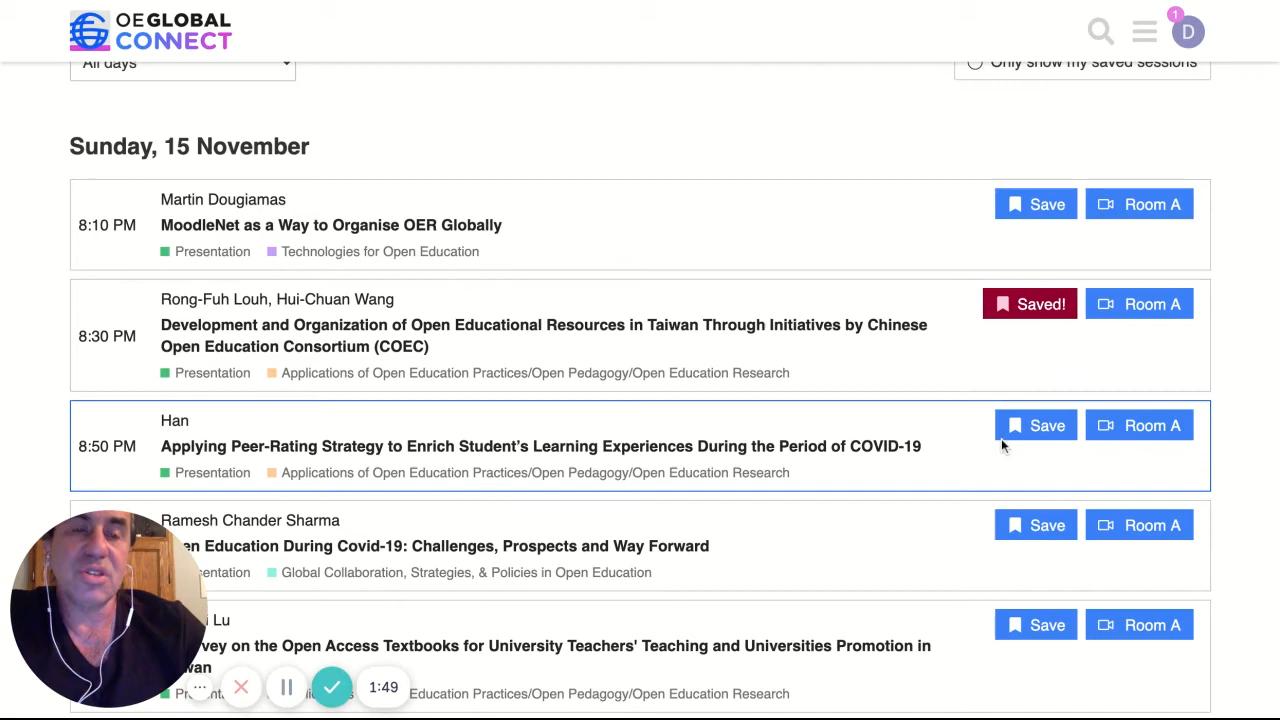 OEGLOBAL
CONNECT
1
D
All days
Only show my saved sessions
Sunday, 15 November
Martin Dougiamas
8:10 PM
MoodleNet as a Way to Organise OER Globally
Presentation
Technologies for Open Education
Save
Room A
Rong-Fuh Louh, Hui-Chuan Wang
8:30 PM
Development and Organization of Open Educational Resources in Taiwan Through Initiatives by Chinese
Open Education Consortium (COEC)
Presentation
Applications of Open Education Practices/Open Pedagogy/Open Education Research
Saved!
Room A
Han
8:50 PM
Applying Peer-Rating Strategy to Enrich Student’s Learning Experiences During the Period of COVID-19
Presentation
Applications of Open Education Practices/Open Pedagogy/Open Education Research
Save
Room A
Ramesh Chander Sharma
en Education During Covid-19: Challenges, Prospects and Way Forward
entation
Global Collaboration, Strategies, & Policies in Open Education
Save
Room A
i Lu
vey on the Open Access Textbooks for University Teachers' Teaching and Universities Promotion in
wan
Education Practices/Open Pedagogy/Open Education Research
Save
Room A
1:49